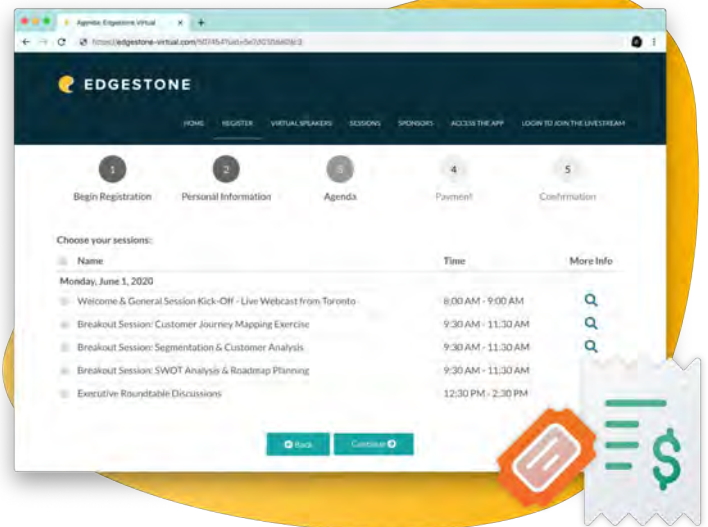 Agenda: Edgestone Virtual
EDGESTONE
HOME REGISTER VIRTUAL SPEAKERS SESSIONS SPONSORS ACCESS THE APP LOGIN TO JOIN THE LIVESTREAM
1 2 3 4 5
Begin Registration Personal Information Agenda Payment Confirmation
Choose your sessions:
Name Time More Info
Monday, June 1, 2020
Welcome & General Session Kick-Off - Live Webcast from Toronto 8:00 AM - 9:00 AM
Breakout Session: Customer Journey Mapping Exercise 9:30 AM - 11:30 AM
Breakout Session: Segmentation & Customer Analysis 9:30 AM - 11:30 AM
Breakout Session: SWOT Analysis & Roadmap Planning 9:30 AM - 11:30 AM
Executive Roundtable Discussions 12:30 PM - 2:30 PM
Back Continue
$